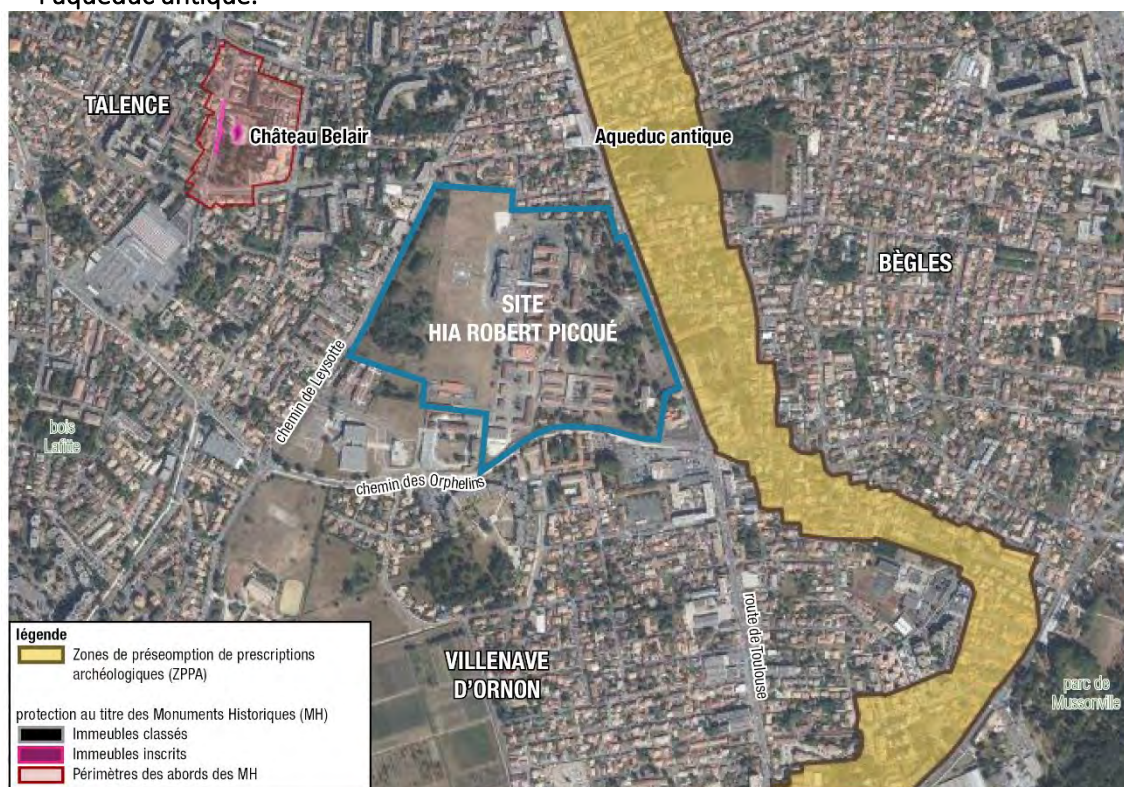 l'aqueduc antique.
TALENCE
Château Belair
Aqueduc antique
BÈGLES
SITE
HIA ROBERT PICQUÉ
chemin de Leysotte
bois
Lafitte
chemin des Orphelins
route de Toulouse
VILLENAVE
D'ORNON
parc de
Mussonville
légende
Zones de préseomption de prescriptions
archéologiques (ZPPA)
protection au titre des Monuments Historiques (MH)
Immeubles classés
Immeubles inscrits
Périmètres des abords des MH